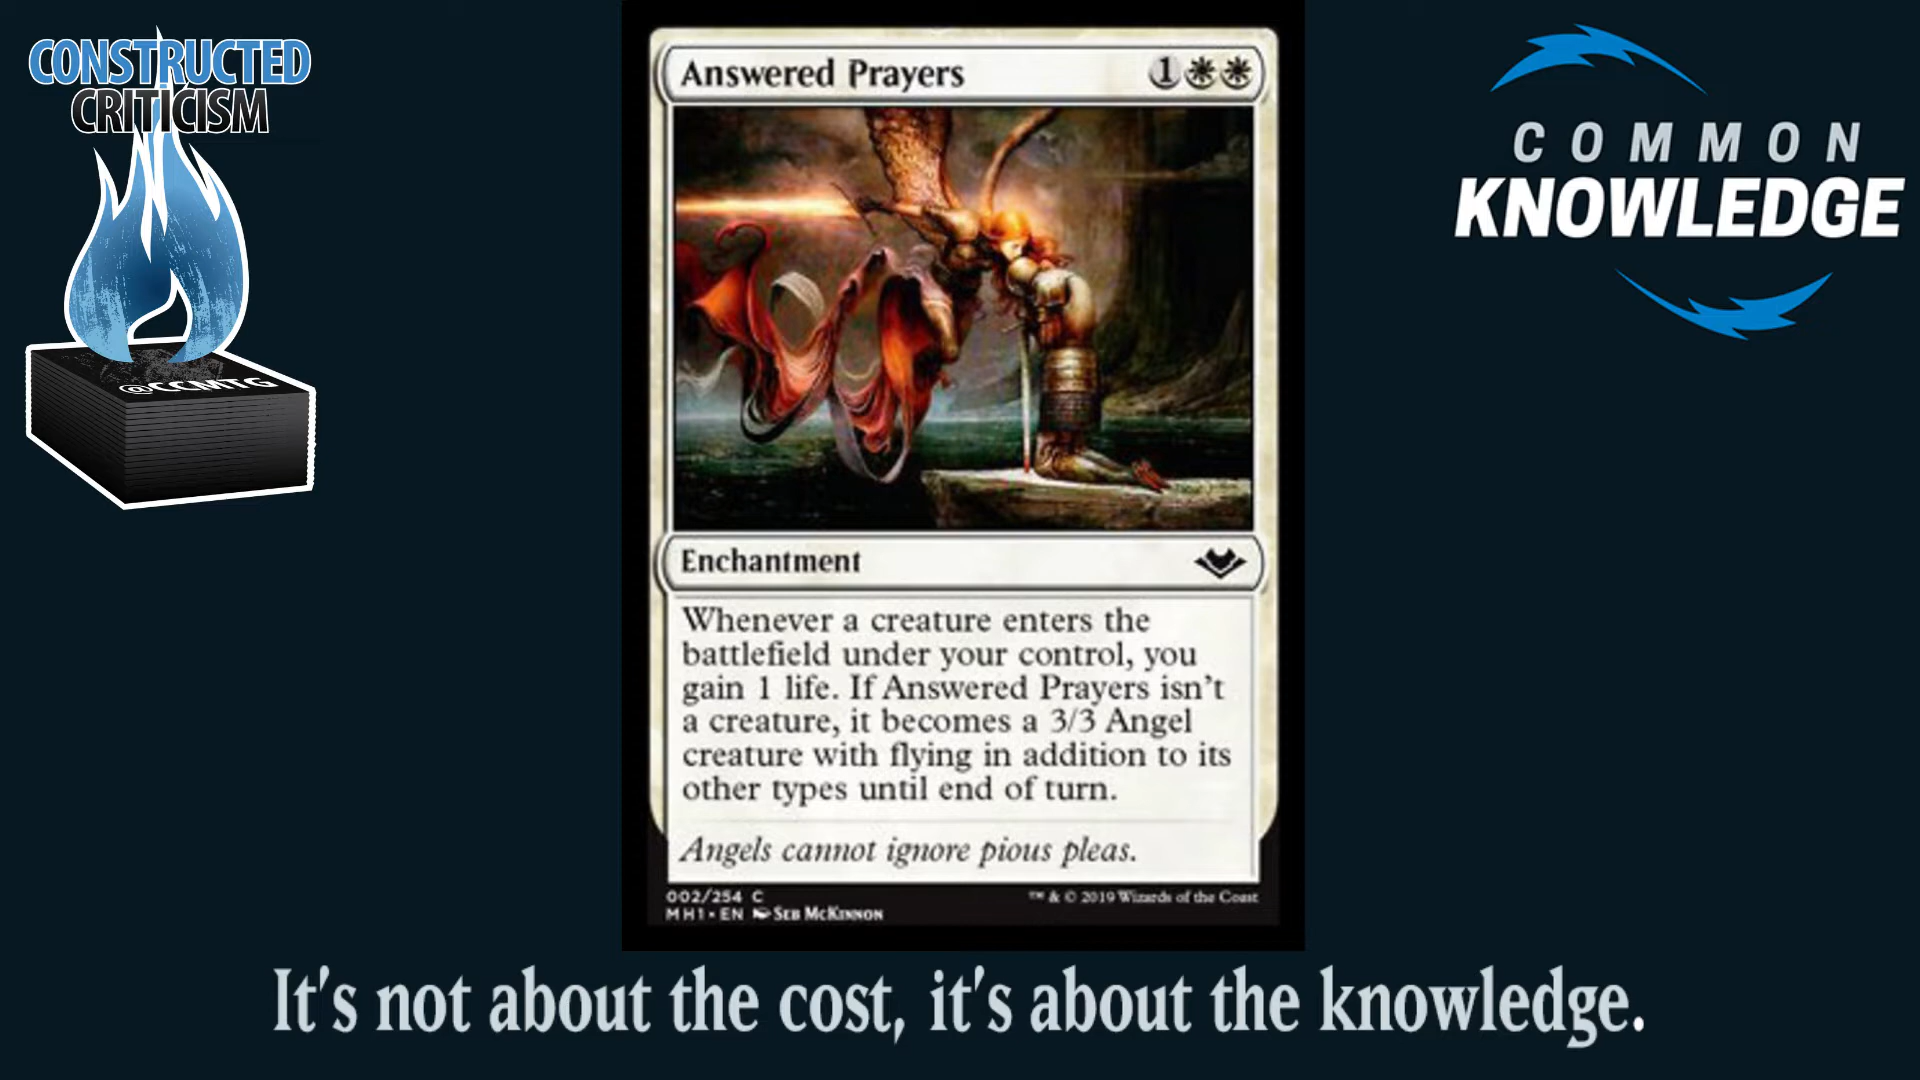 CONSTRUCTED
CRITICISM
@CCMTG
Answered Prayers 1
COMMON
KNOWLEDGE
Enchantment
Whenever a creature enters the
battlefield under your control, you
gain 1 life. If Answered Prayers isn't
a creature, it becomes a 3/3 Angel
creature with flying in addition to its
other types until end of turn.
Angels cannot ignore pious pleas.
002/254 C
MH1 • EN SEB MCKINNON
™ & © 2019 Wizards of the Coast
It's not about the cost, it's about the knowledge.